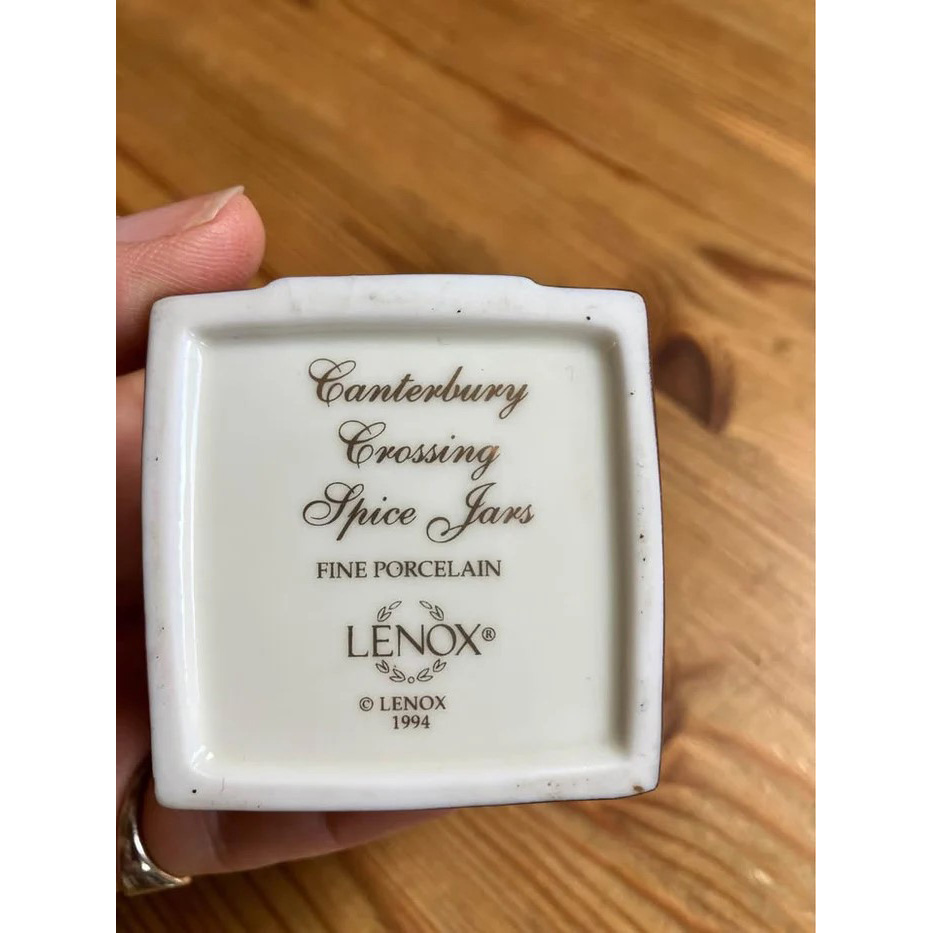 Canterbury
Crossing
Spice Jars
FINE PORCELAIN
LENOX®
© LENOX
1994